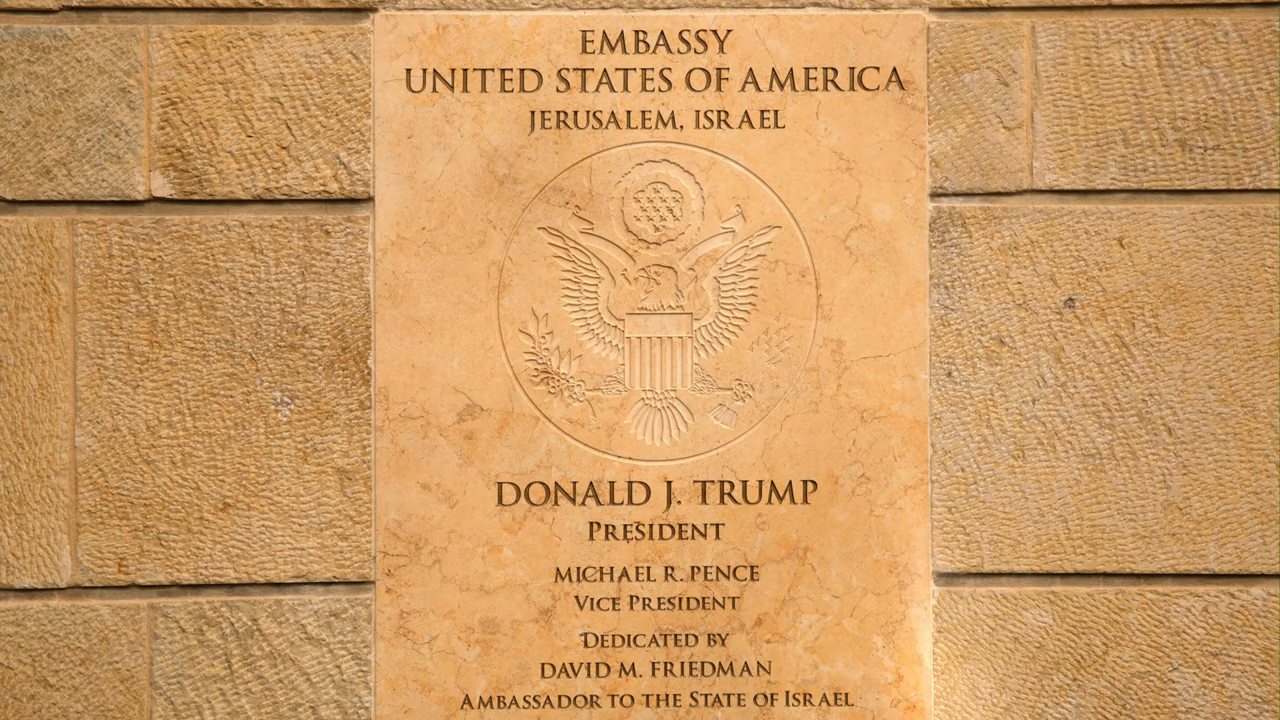 EMBASSY
UNITED STATES OF AMERICA
JERUSALEM, ISRAEL
DONALD J. TRUMP
PRESIDENT
MICHAEL R. PENCE
VICE PRESIDENT
DEDICATED BY
DAVID M. FRIEDMAN
AMBASSADOR TO THE STATE OF ISRAEL